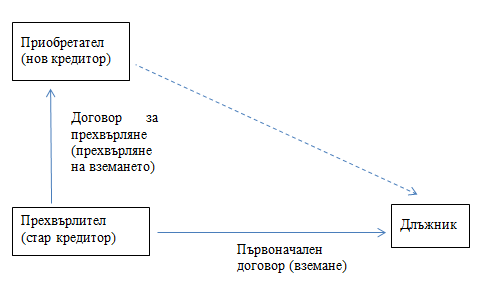 Приобретател
(нов кредитор)
Договор за
прехвърляне
(прехвърляне
на вземането)
Прехвърлител
(стар кредитор)
Длъжник
Първоначален
договор (вземане)